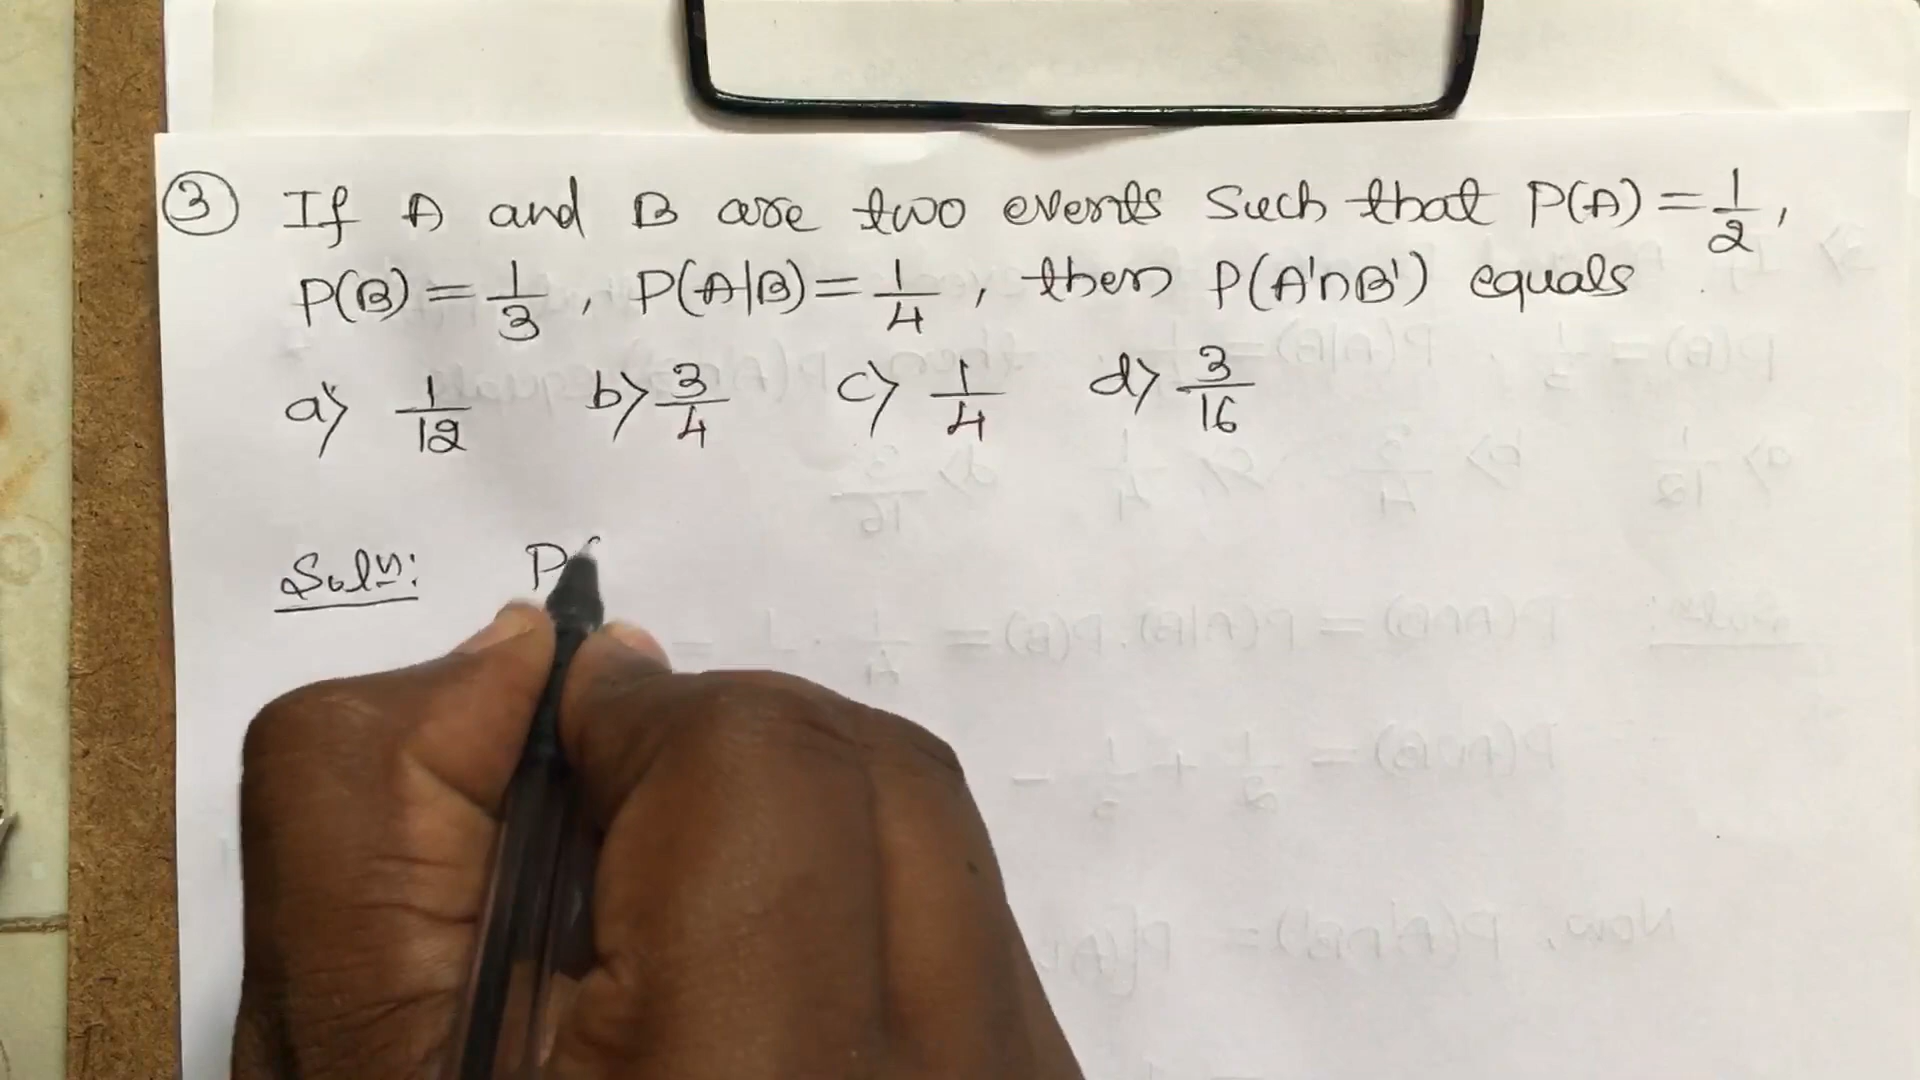 ③ If A and B are two events Such that P(A) = 1/2,
P(B) = 1/3, P(A|B) = 1/4, then P(A'∩B') equals
a) 1/12 b) 3/4 c) 1/4 d) 3/16
Soln: P(